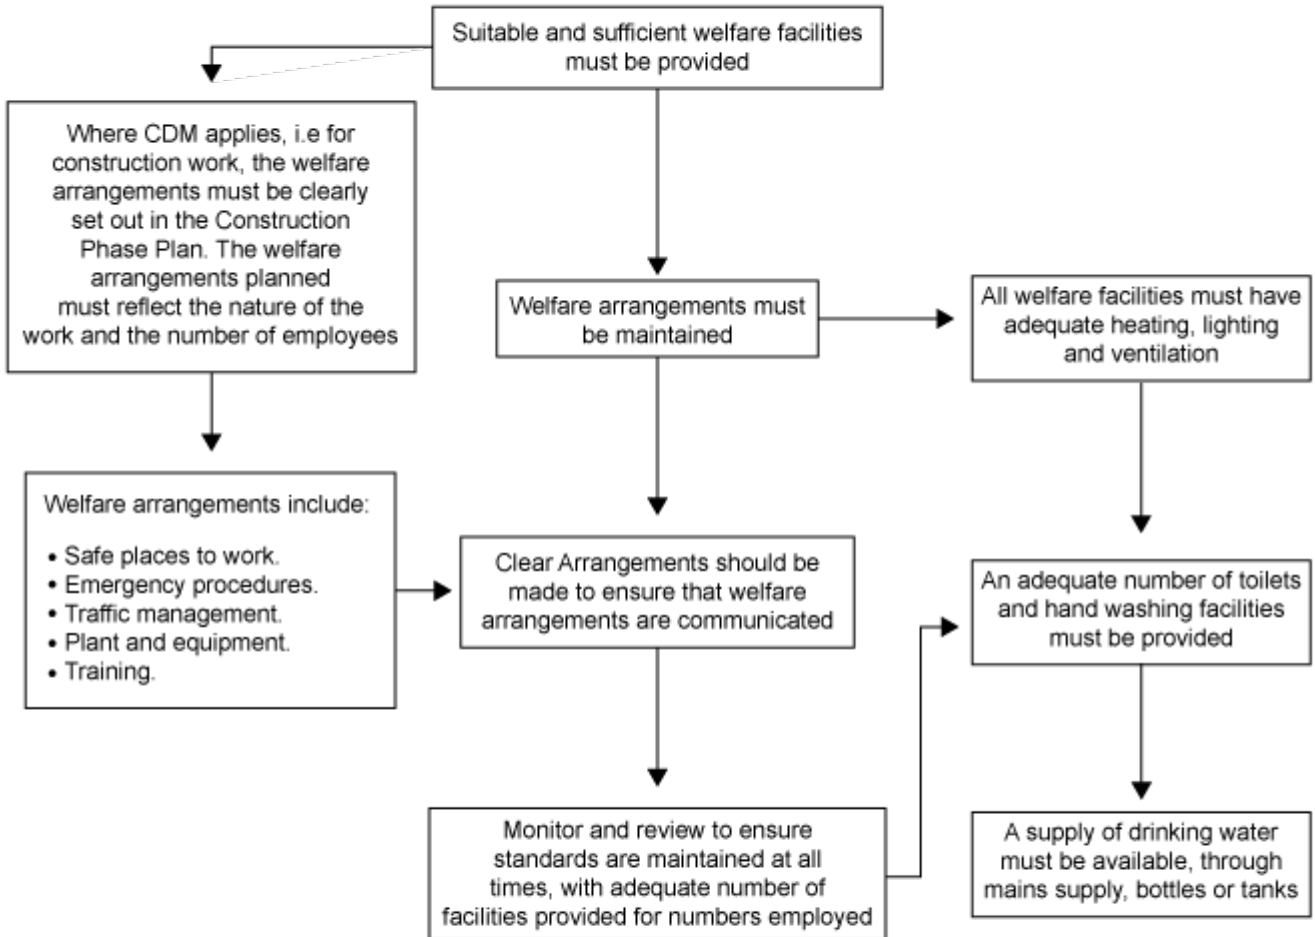 Suitable and sufficient welfare facilities
must be provided
Where CDM applies, i.e for
construction work, the welfare
arrangements must be clearly
set out in the Construction
Phase Plan. The welfare
arrangements planned
must reflect the nature of the
work and the number of employees
Welfare arrangements must
be maintained
All welfare facilities must have
adequate heating, lighting
and ventilation
Welfare arrangements include:
• Safe places to work.
• Emergency procedures.
• Traffic management.
• Plant and equipment.
• Training.
Clear Arrangements should be
made to ensure that welfare
arrangements are communicated
An adequate number of toilets
and hand washing facilities
must be provided
Monitor and review to ensure
standards are maintained at all
times, with adequate number of
facilities provided for numbers employed
A supply of drinking water
must be available, through
mains supply, bottles or tanks